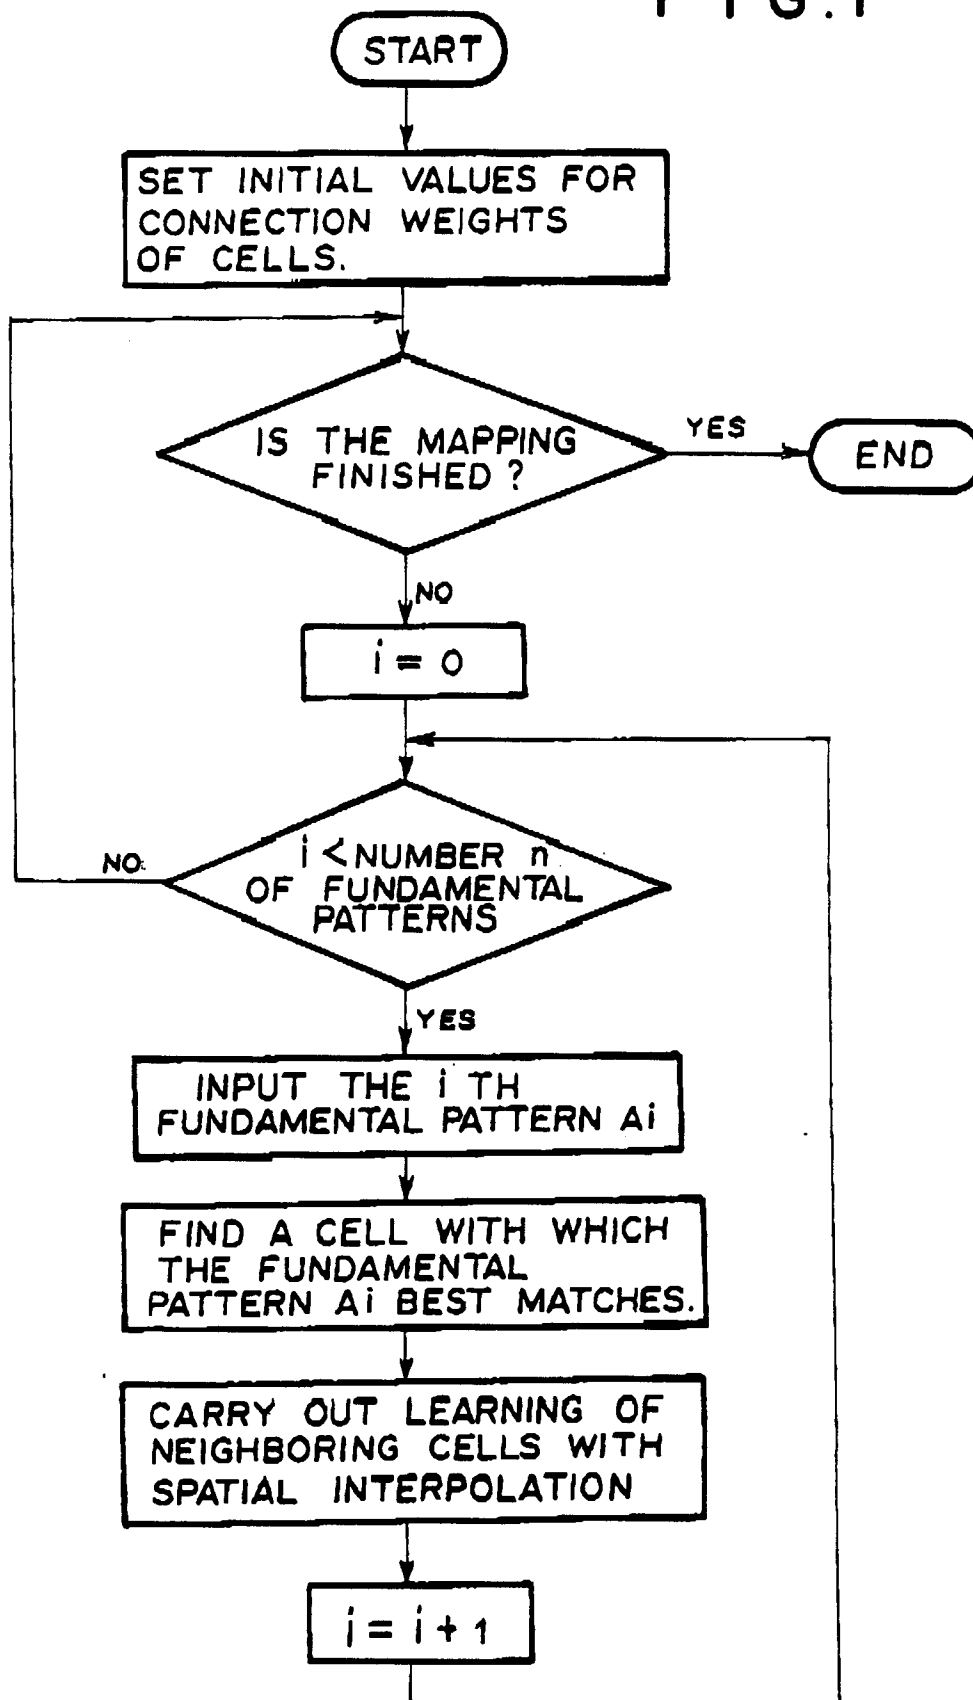 FIG.1
START
SET INITIAL VALUES FOR
CONNECTION WEIGHTS
OF CELLS.
IS THE MAPPING
FINISHED ?
YES
END
NO
i = 0
i < NUMBER n
OF FUNDAMENTAL
PATTERNS
NO
YES
INPUT THE i TH
FUNDAMENTAL PATTERN Ai
FIND A CELL WITH WHICH
THE FUNDAMENTAL
PATTERN Ai BEST MATCHES.
CARRY OUT LEARNING OF
NEIGHBORING CELLS WITH
SPATIAL INTERPOLATION
i = i + 1